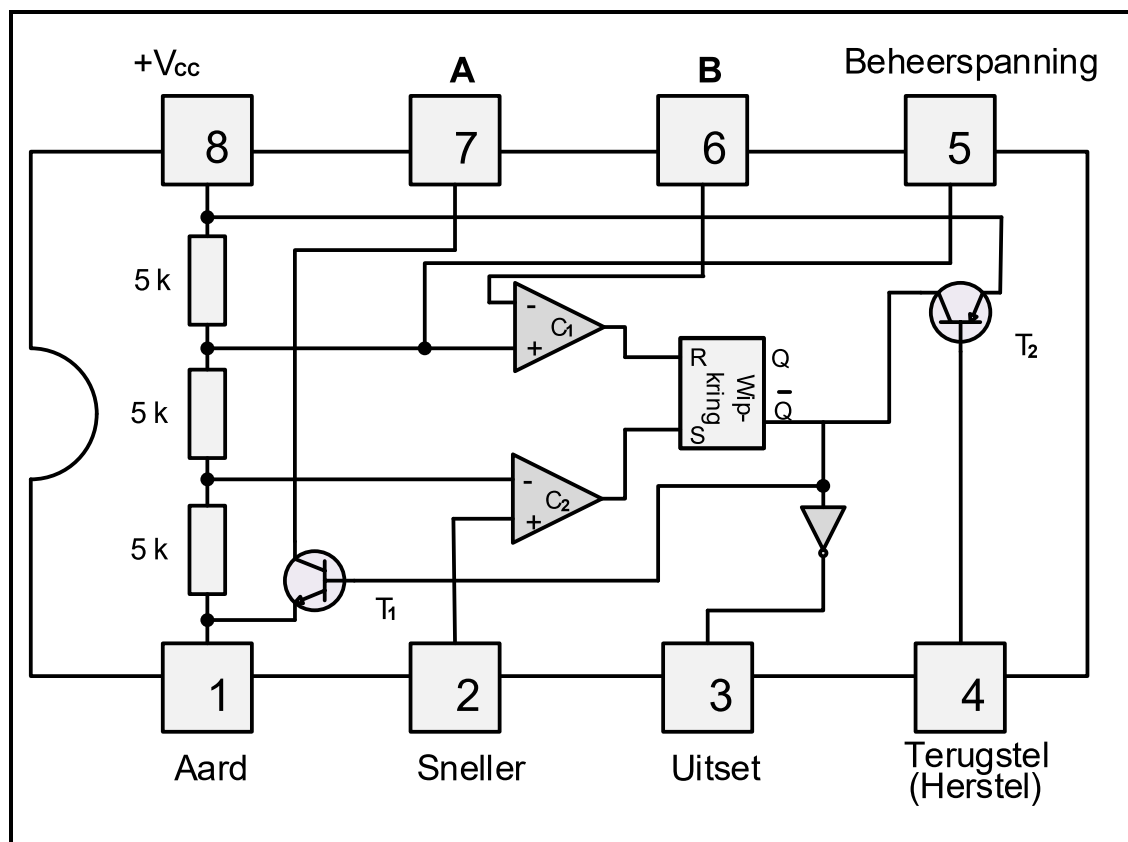 +Vcc
A
B
Beheerspanning
8
7
6
5
5 k
- C1 +
5 k
R Q
Wip-
kring
S Q̅
T2
- C2 +
5 k
T1
1
2
3
4
Aard
Sneller
Uitset
Terugstel
(Herstel)